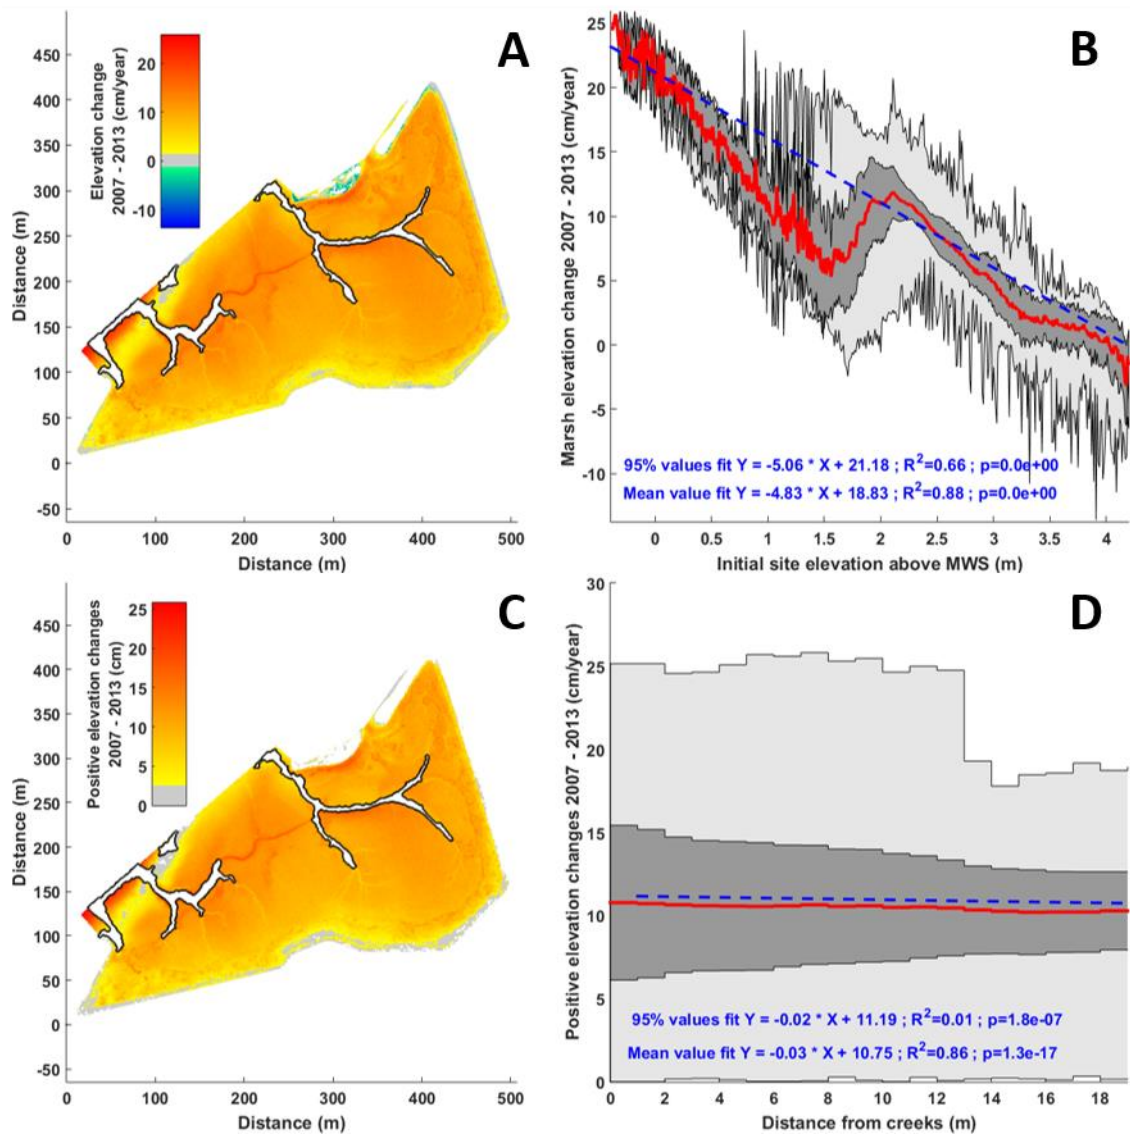 A
Elevation change
2007 - 2013 (cm/year)
20
10
0
-10
Distance (m)
450
400
350
300
250
200
150
100
50
0
-50
0 100 200 300 400 500
Distance (m)
B
Marsh elevation change 2007 - 2013 (cm/year)
25
20
15
10
5
0
-5
-10
95% values fit Y = -5.06 * X + 21.18 ; R²=0.66 ; p=0.0e+00
Mean value fit Y = -4.83 * X + 18.83 ; R²=0.88 ; p=0.0e+00
0 0.5 1 1.5 2 2.5 3 3.5 4
Initial site elevation above MWS (m)
C
Positive elevation changes
2007 - 2013 (cm)
25
20
15
10
5
0
Distance (m)
450
400
350
300
250
200
150
100
50
0
-50
0 100 200 300 400 500
Distance (m)
D
Positive elevation changes 2007 - 2013 (cm/year)
30
25
20
15
10
5
0
95% values fit Y = -0.02 * X + 11.19 ; R²=0.01 ; p=1.8e-07
Mean value fit Y = -0.03 * X + 10.75 ; R²=0.86 ; p=1.3e-17
0 2 4 6 8 10 12 14 16 18
Distance from creeks (m)